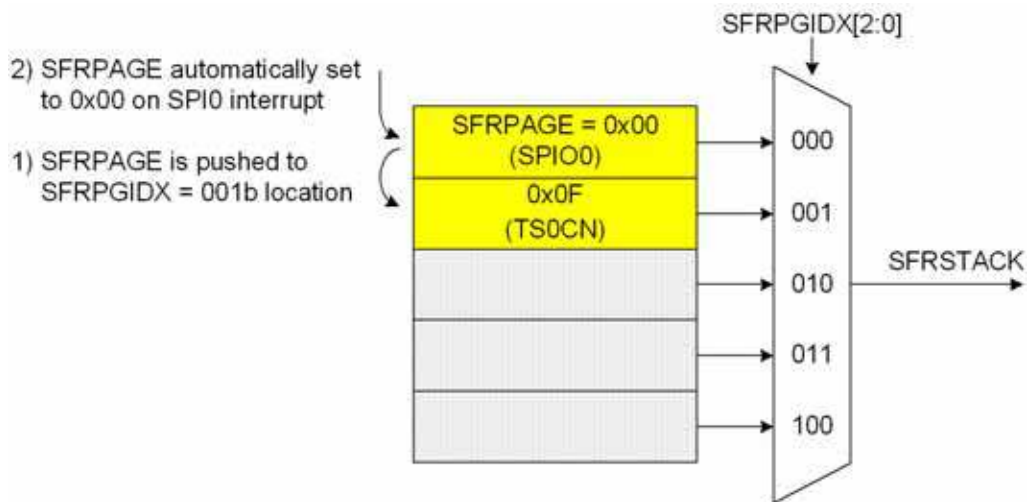 SFRPGIDX[2:0]
2) SFRPAGE automatically set
to 0x00 on SPI0 interrupt
1) SFRPAGE is pushed to
SFRPGIDX = 001b location
SFRPAGE = 0x00
(SPIO0)
0x0F
(TS0CN)
000
001
010
011
100
SFRSTACK